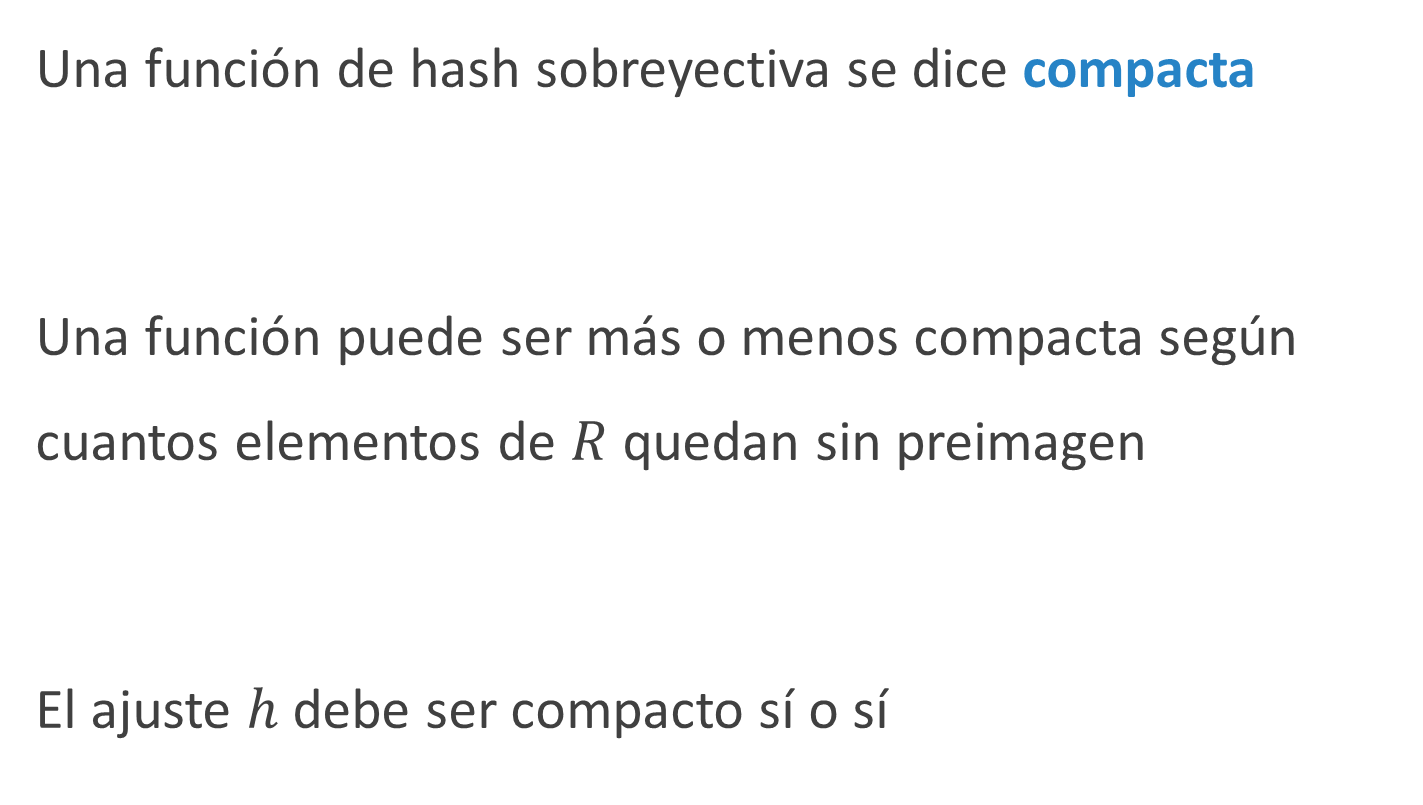 Una función de hash sobreyectiva se dice compacta
Una función puede ser más o menos compacta según
cuantos elementos de R quedan sin preimagen
El ajuste h debe ser compacto sí o sí